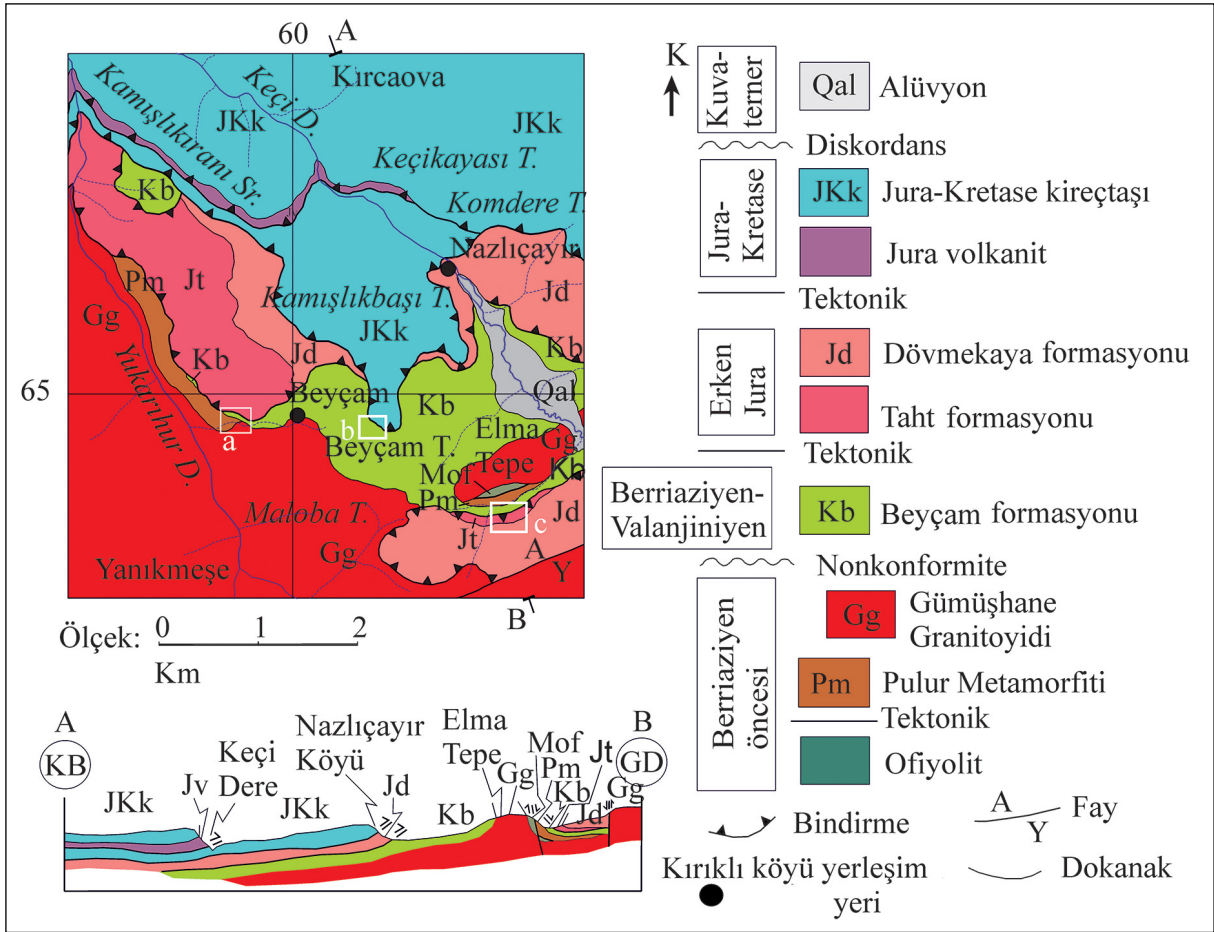 60
A
Kırcaova
Keçi D.
JKk
JKk
Kamışlıkıranı Sr.
Keçikayası T.
Kb
Komdere T.
Nazlıçayır
Pm
Jt
Jd
Kamışlıkbaşı T.
Gg
JKk
Kb
Kb
Jd
Yukarıhur D.
65
Beyçam
Kb
Qal
a
b
Elma
Tepe
Gg
Beyçam T.
Mof
Kb
Pm
Maloba T.
c
Jd
Jt
Gg
A
Y
Yanıkmeşe
B
Ölçek:
0 1 2
Km
K
Kuva-
terner
Qal Alüvyon
Diskordans
Jura-
Kretase
JKk Jura-Kretase kireçtaşı
Jura volkanit
Tektonik
Erken
Jura
Jd Dövmekaya formasyonu
Taht formasyonu
Tektonik
Berriaziyen-
Valanjiniyen
Kb Beyçam formasyonu
Nonkonformite
Berriaziyen
öncesi
Gg Gümüşhane
Granitoyidi
Pm Pulur Metamorfiti
Tektonik
Ofiyolit
Bindirme
A
Y
Fay
Kırıklı köyü yerleşim
yeri
Dokanak
A
KB
JKk
Jv
Keçi
Dere
JKk
Nazlıçayır
Köyü
Jd
Kb
Elma
Tepe
Gg
Mof
Pm
Kb
Jt
Jd
Gg
B
GD